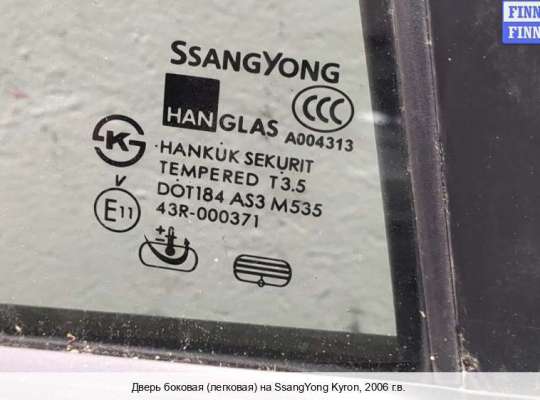 FINN
FINN
SSANGYONG
HANGLAS
CCC
A004313
K
S
HANKUK SEKURIT
TEMPERED T3.5
V
DOT184 AS3 M535
E11
43R-000371
Дверь боковая (легковая) на SsangYong Kyron, 2006 г.в.